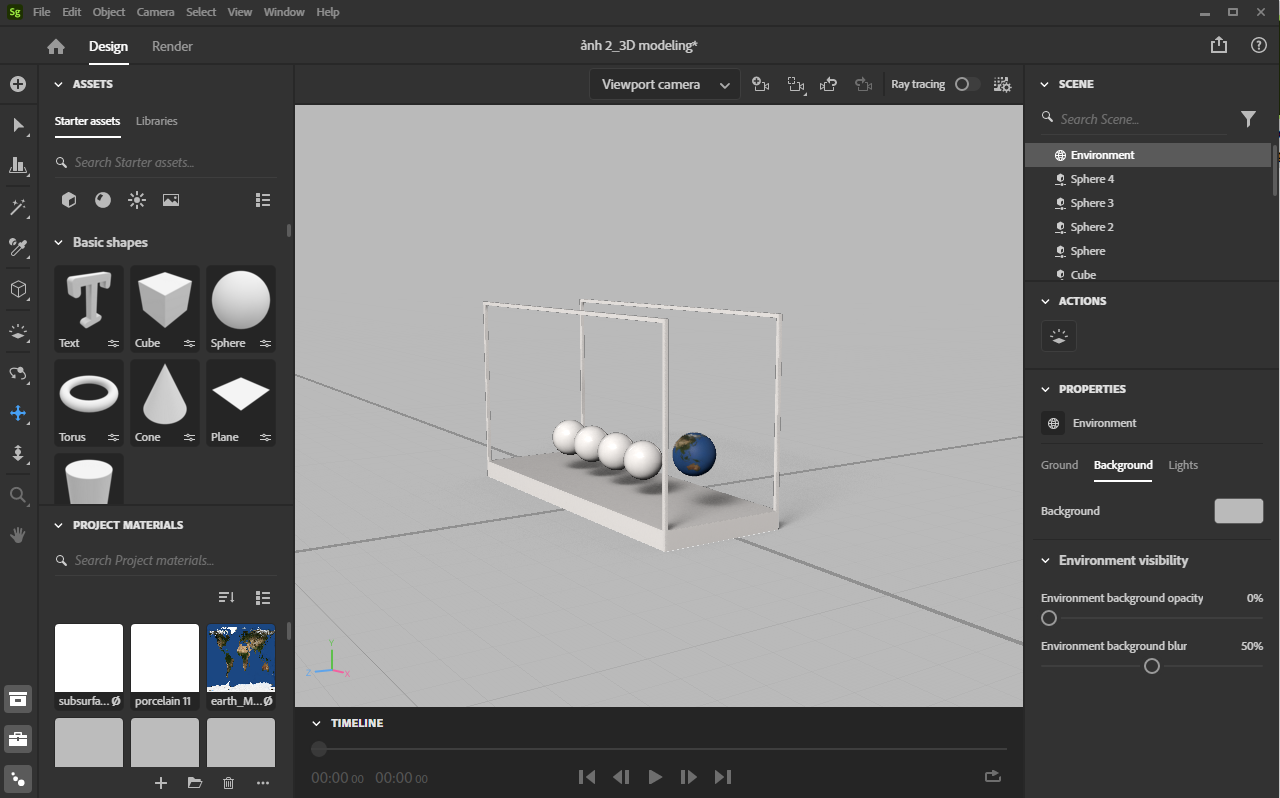 Sg File Edit Object Camera Select View Window Help
Design Render ảnh 2_3D modeling*
ASSETS
Starter assets Libraries
Search Starter assets...
Basic shapes
Text Cube Sphere
Torus Cone Plane
PROJECT MATERIALS
Search Project materials...
subsurfa... porcelain 11 earth_M...
Viewport camera Ray tracing
Y
Z X
TIMELINE
00:00 00 00:00 00
SCENE
Search Scene...
Environment
Sphere 4
Sphere 3
Sphere 2
Sphere
Cube
ACTIONS
PROPERTIES
Environment
Ground Background Lights
Background
Environment visibility
Environment background opacity 0%
Environment background blur 50%